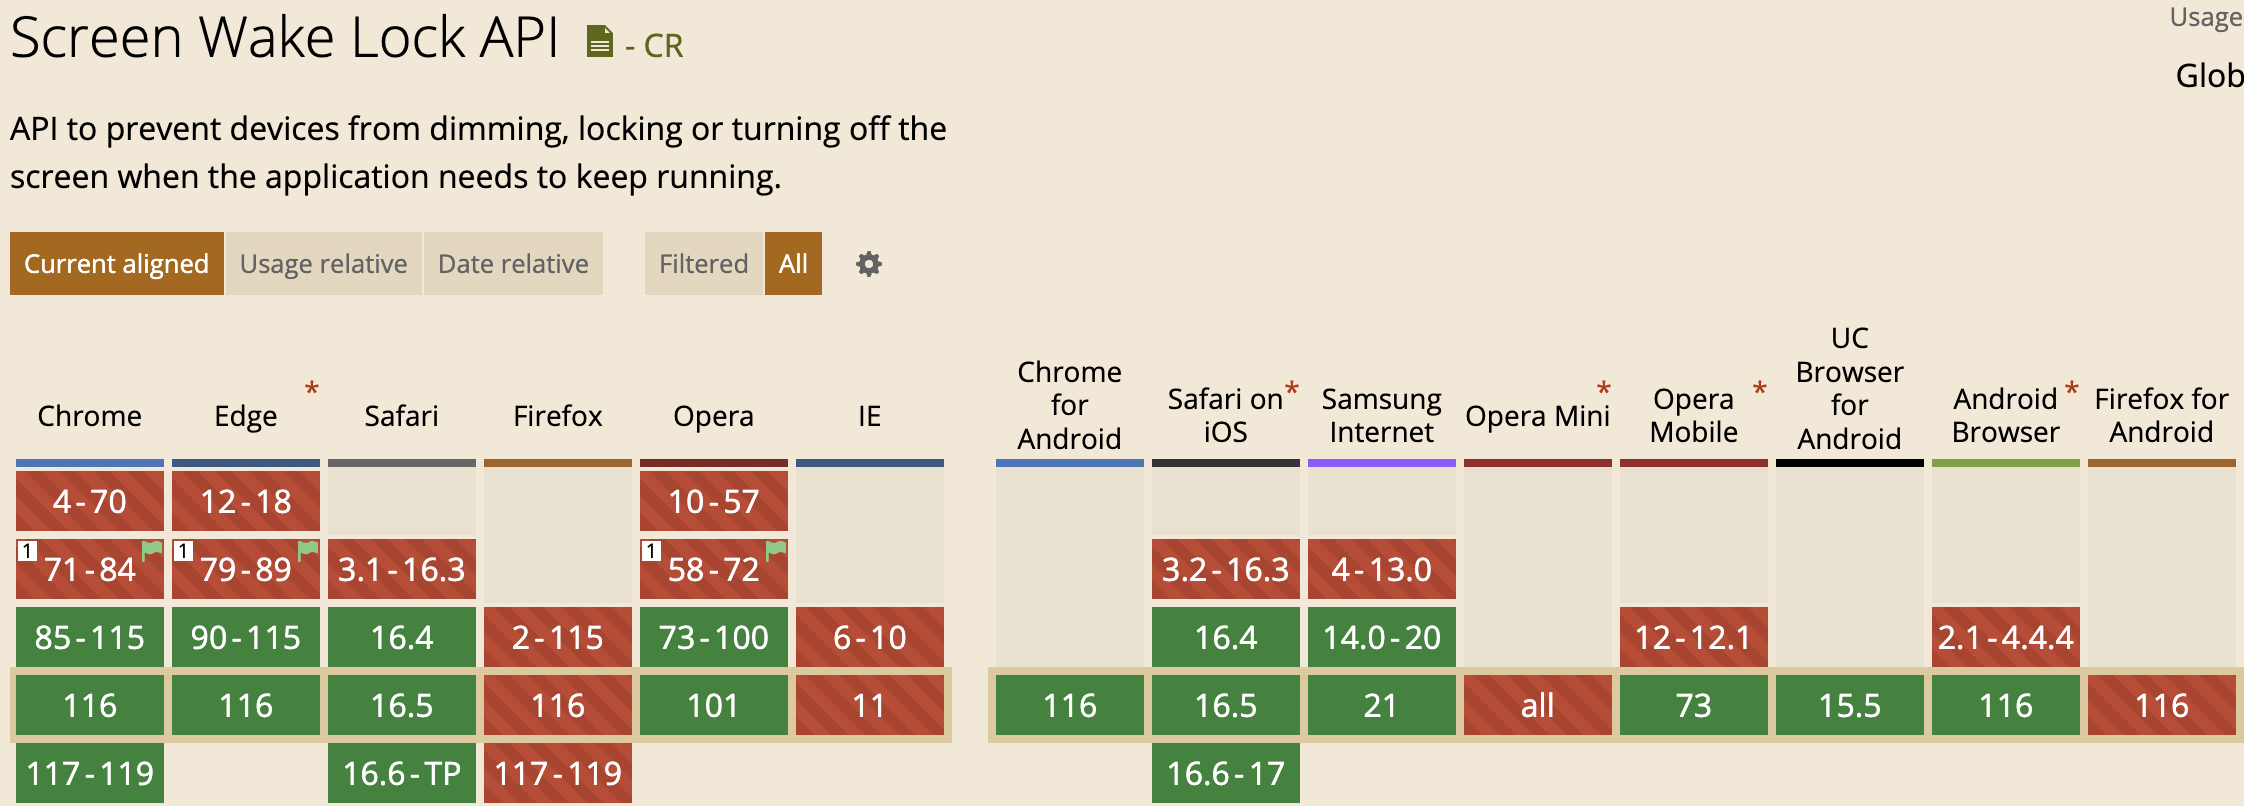 Screen Wake Lock API - CR
Usage
Glob
API to prevent devices from dimming, locking or turning off the
screen when the application needs to keep running.
Current aligned Usage relative Date relative Filtered All
Chrome Edge * Safari Firefox Opera IE Chrome for Android Safari on iOS * Samsung Internet Opera Mini * Opera Mobile * UC Browser for Android Android Browser * Firefox for Android
4-70 12-18 10-57
1 71-84 1 79-89 3.1-16.3 1 58-72 3.2-16.3 4-13.0
85-115 90-115 16.4 2-115 73-100 6-10 16.4 14.0-20 12-12.1 2.1-4.4.4
116 116 16.5 116 101 11 116 16.5 21 all 73 15.5 116 116
117-119 16.6-TP 117-119 16.6-17